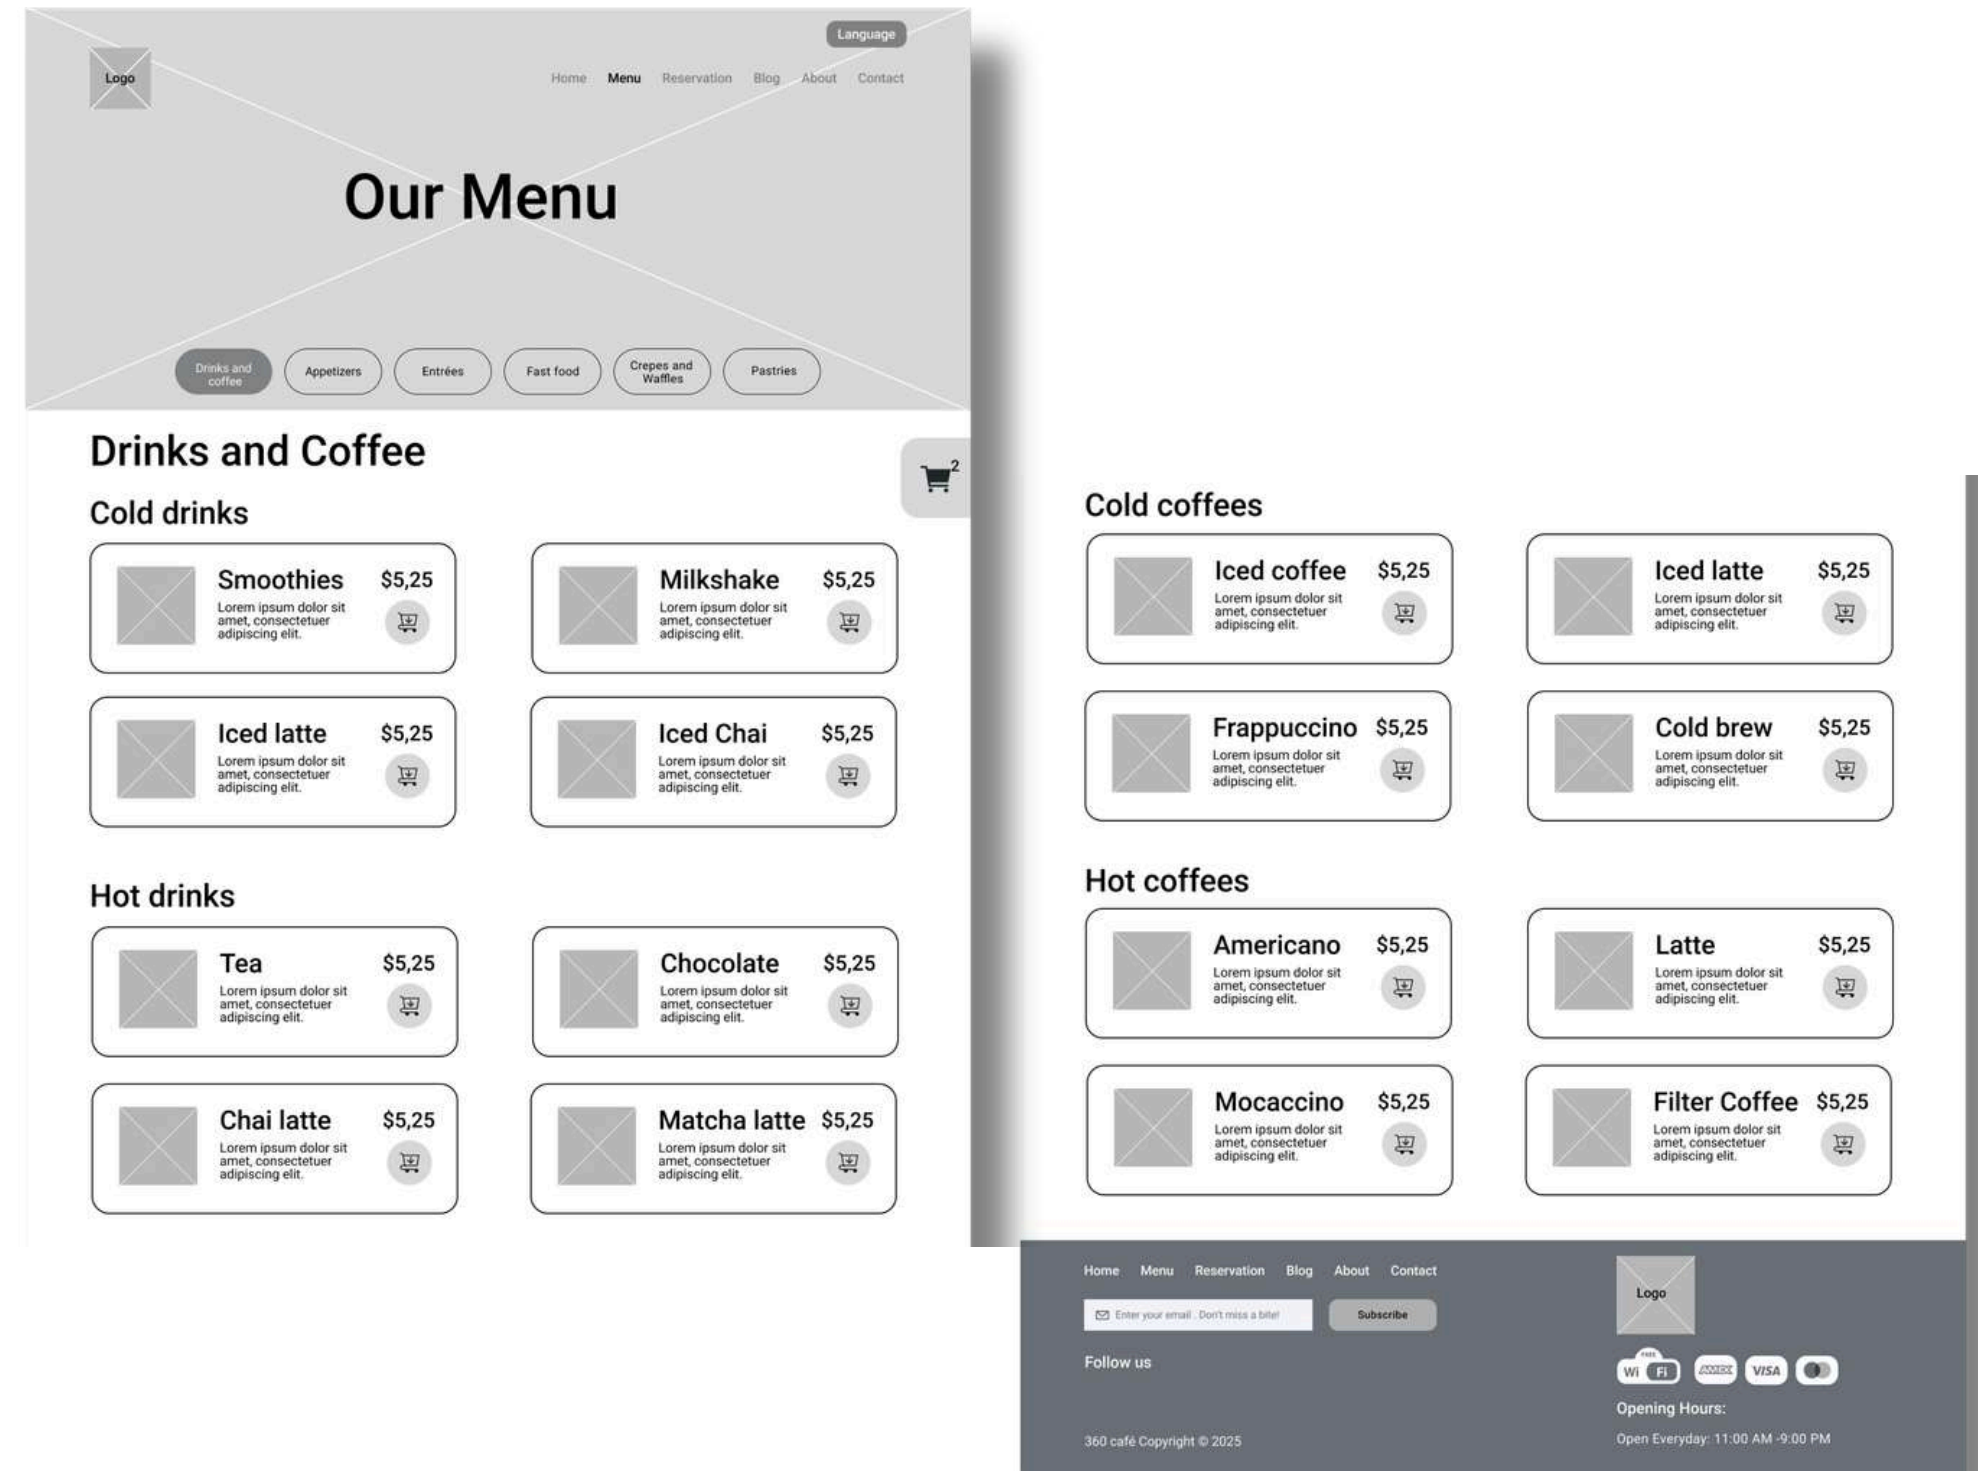 Language
Logo
Home Menu Reservation Blog About Contact
Our Menu
Drinks and
coffee
Appetizers
Entrées
Fast food
Crepes and
Waffles
Pastries
Drinks and Coffee
2
Cold drinks
Smoothies $5,25
Lorem ipsum dolor sit
amet, consectetuer
adipiscing elit.
Milkshake $5,25
Lorem ipsum dolor sit
amet, consectetuer
adipiscing elit.
Iced latte $5,25
Lorem ipsum dolor sit
amet, consectetuer
adipiscing elit.
Iced Chai $5,25
Lorem ipsum dolor sit
amet, consectetuer
adipiscing elit.
Hot drinks
Tea $5,25
Lorem ipsum dolor sit
amet, consectetuer
adipiscing elit.
Chocolate $5,25
Lorem ipsum dolor sit
amet, consectetuer
adipiscing elit.
Chai latte $5,25
Lorem ipsum dolor sit
amet, consectetuer
adipiscing elit.
Matcha latte $5,25
Lorem ipsum dolor sit
amet, consectetuer
adipiscing elit.
Cold coffees
Iced coffee $5,25
Lorem ipsum dolor sit
amet, consectetuer
adipiscing elit.
Iced latte $5,25
Lorem ipsum dolor sit
amet, consectetuer
adipiscing elit.
Frappuccino $5,25
Lorem ipsum dolor sit
amet, consectetuer
adipiscing elit.
Cold brew $5,25
Lorem ipsum dolor sit
amet, consectetuer
adipiscing elit.
Hot coffees
Americano $5,25
Lorem ipsum dolor sit
amet, consectetuer
adipiscing elit.
Latte $5,25
Lorem ipsum dolor sit
amet, consectetuer
adipiscing elit.
Mocaccino $5,25
Lorem ipsum dolor sit
amet, consectetuer
adipiscing elit.
Filter Coffee $5,25
Lorem ipsum dolor sit
amet, consectetuer
adipiscing elit.
Home Menu Reservation Blog About Contact
Enter your email . Don't miss a bite!
Subscribe
Follow us
360 café Copyright © 2025
Logo
FREE
Wi Fi
AMEX
VISA
Opening Hours:
Open Everyday: 11:00 AM -9:00 PM